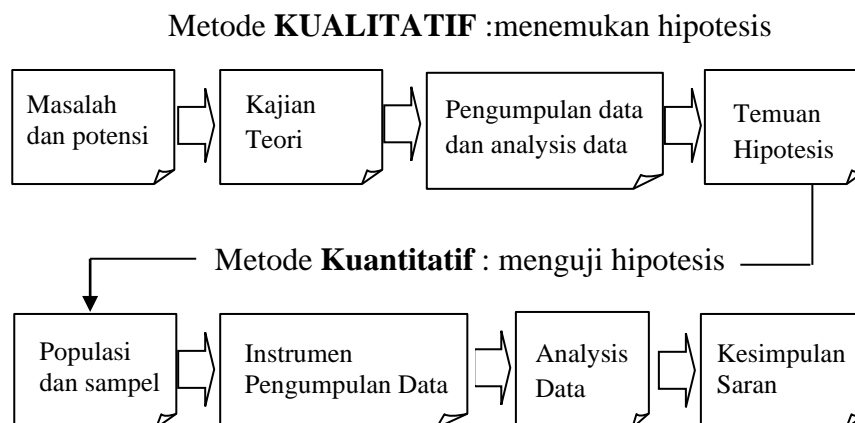 Metode KUALITATIF :menemukan hipotesis
Masalah
dan potensi
Kajian
Teori
Pengumpulan data
dan analysis data
Temuan
Hipotesis
Metode Kuantitatif : menguji hipotesis
Populasi
dan sampel
Instrumen
Pengumpulan Data
Analysis
Data
Kesimpulan
Saran